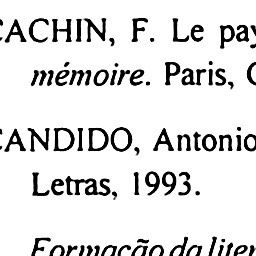 CACHIN, F. Le pay
mémoire. Paris, G
CANDIDO, Antonio
Letras, 1993.
Formação da liter